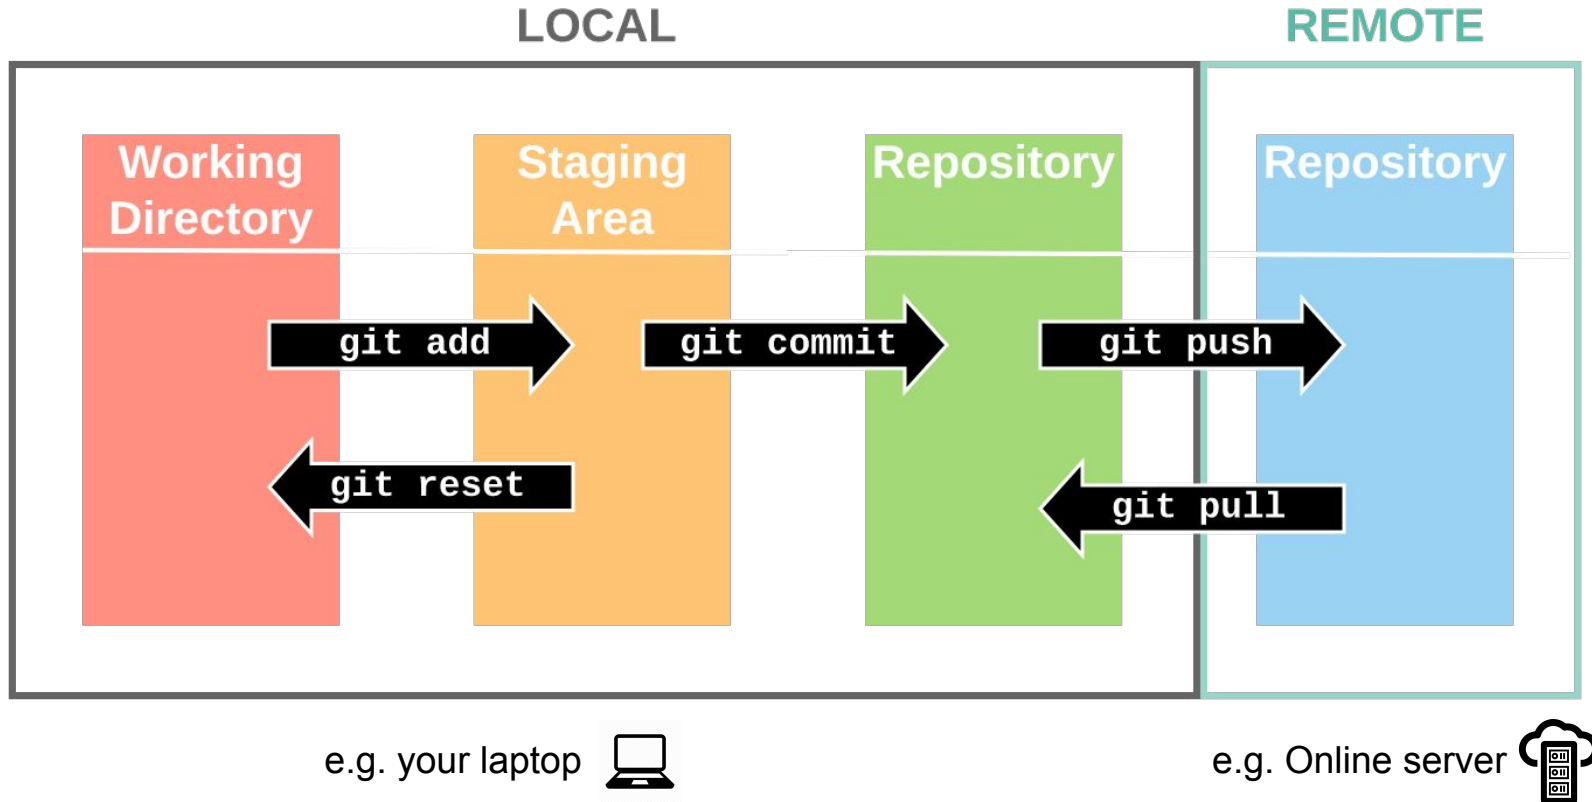 LOCAL
REMOTE
Working
Directory
Staging
Area
Repository
Repository
git add
git commit
git push
git reset
git pull
e.g. your laptop
e.g. Online server